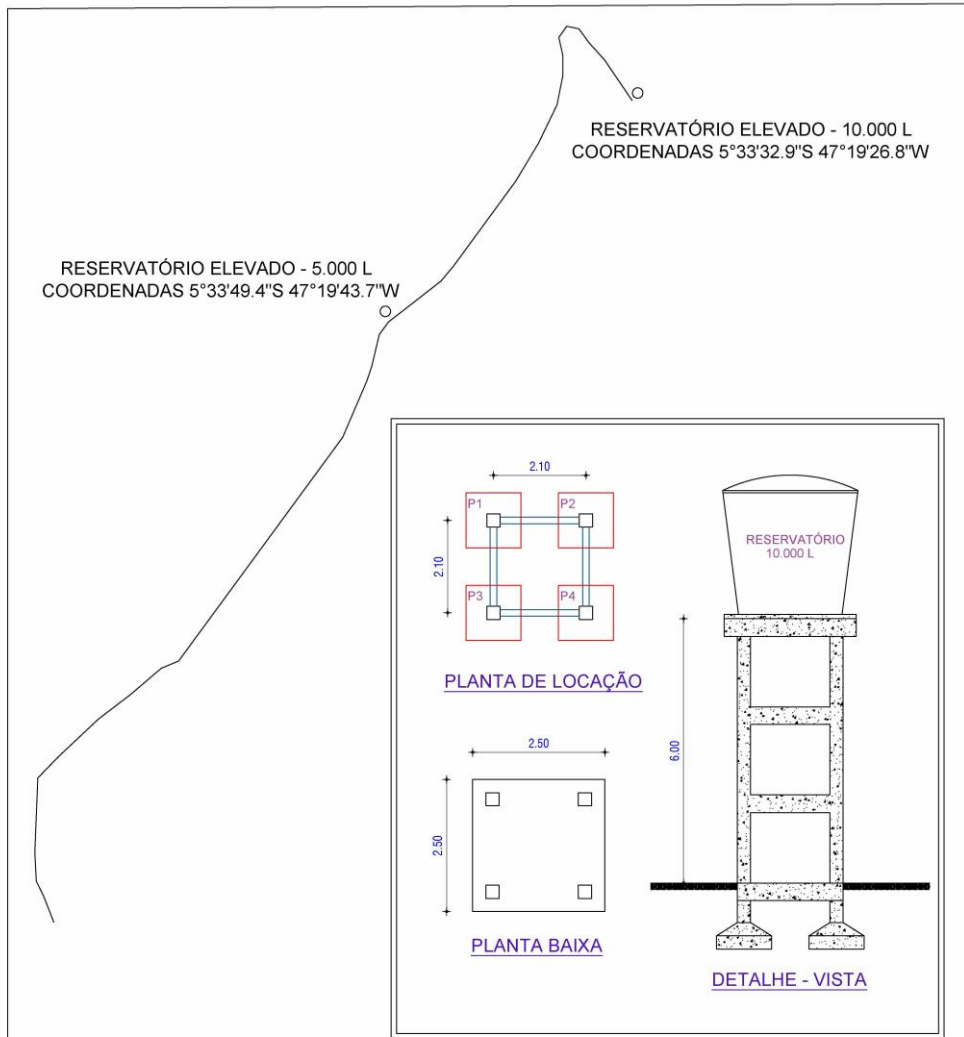 RESERVATÓRIO ELEVADO - 10.000 L
COORDENADAS 5°33'32.9"S 47°19'26.8"W
RESERVATÓRIO ELEVADO - 5.000 L
COORDENADAS 5°33'49.4"S 47°19'43.7"W
2.10
P1
P2
2.10
P3
P4
PLANTA DE LOCAÇÃO
2.50
2.50
PLANTA BAIXA
RESERVATÓRIO
10.000 L
6.00
DETALHE - VISTA